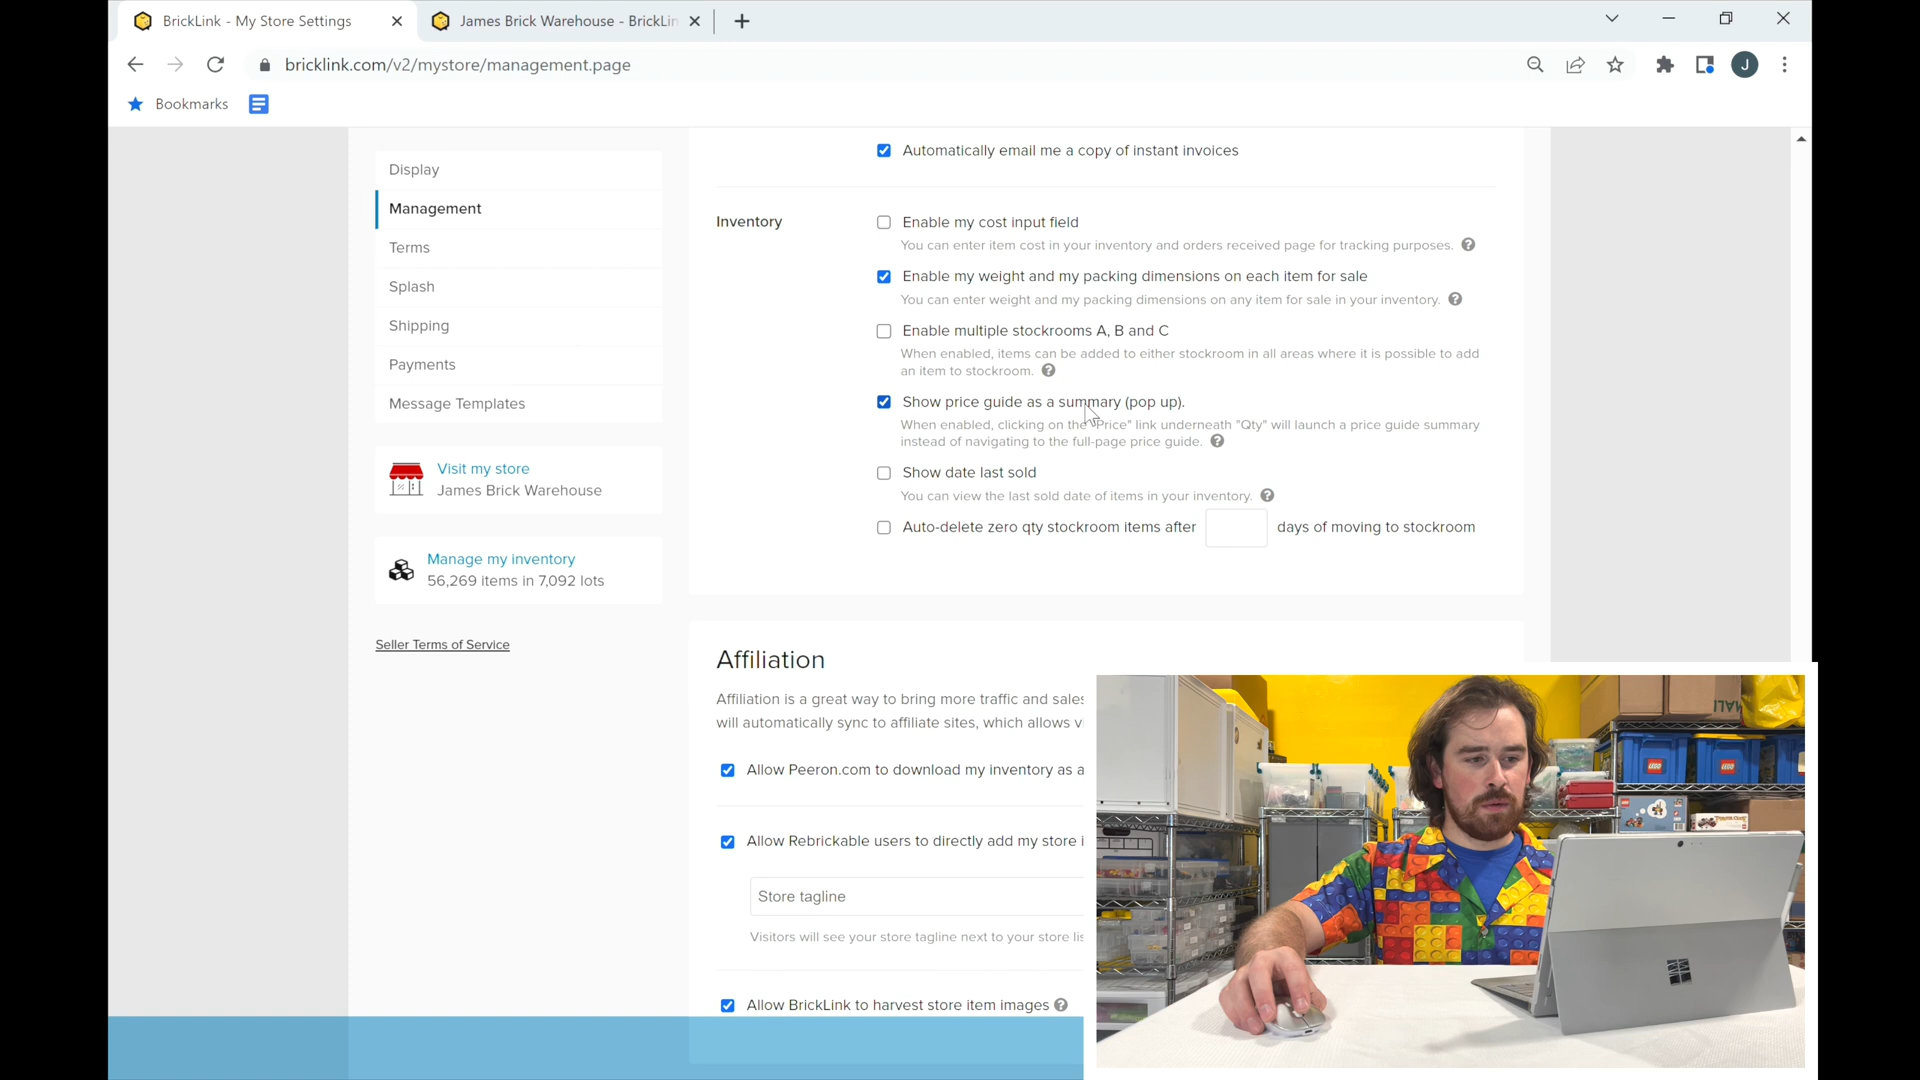 BrickLink - My Store Settings
James Brick Warehouse - BrickLin
bricklink.com/v2/mystore/management.page
J
Bookmarks
Display
Management
Terms
Splash
Shipping
Payments
Message Templates
Visit my store
James Brick Warehouse
Manage my inventory
56,269 items in 7,092 lots
Seller Terms of Service
Automatically email me a copy of instant invoices
Inventory
Enable my cost input field
You can enter item cost in your inventory and orders received page for tracking purposes. ?
Enable my weight and my packing dimensions on each item for sale
You can enter weight and my packing dimensions on any item for sale in your inventory. ?
Enable multiple stockrooms A, B and C
When enabled, items can be added to either stockroom in all areas where it is possible to add
an item to stockroom. ?
Show price guide as a summary (pop up).
When enabled, clicking on the "Price" link underneath "Qty" will launch a price guide summary
instead of navigating to the full-page price guide. ?
Show date last sold
You can view the last sold date of items in your inventory. ?
Auto-delete zero qty stockroom items after days of moving to stockroom
Affiliation
Affiliation is a great way to bring more traffic and sales
will automatically sync to affiliate sites, which allows v
Allow Peeron.com to download my inventory as a
Allow Rebrickable users to directly add my store i
Store tagline
Visitors will see your store tagline next to your store lis
Allow BrickLink to harvest store item images ?
LEGO
LEGO